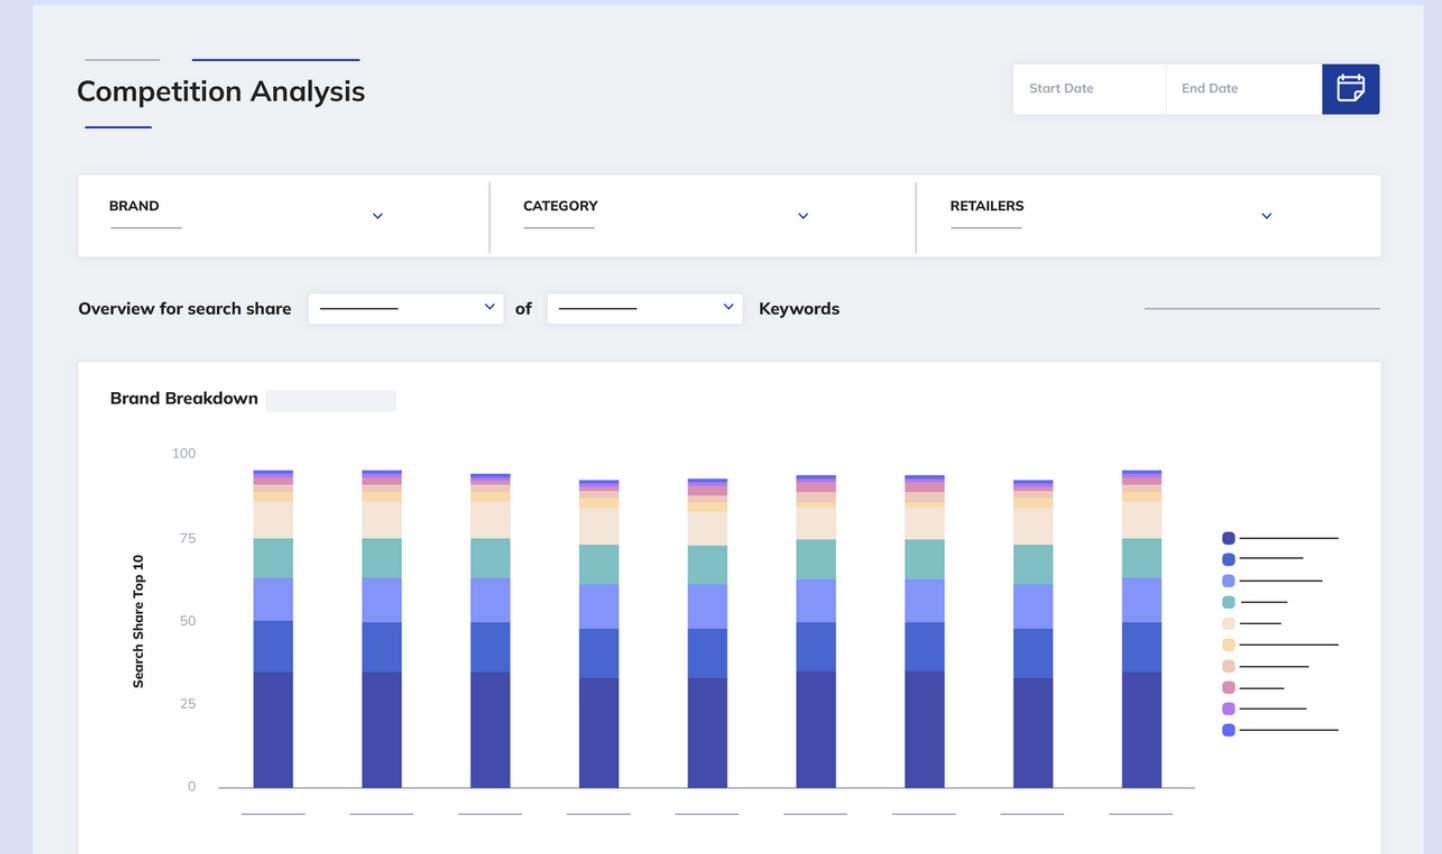 Competition Analysis
Start Date End Date
BRAND CATEGORY RETAILERS
Overview for search share of Keywords
Brand Breakdown
Search Share Top 10
100
75
50
25
0